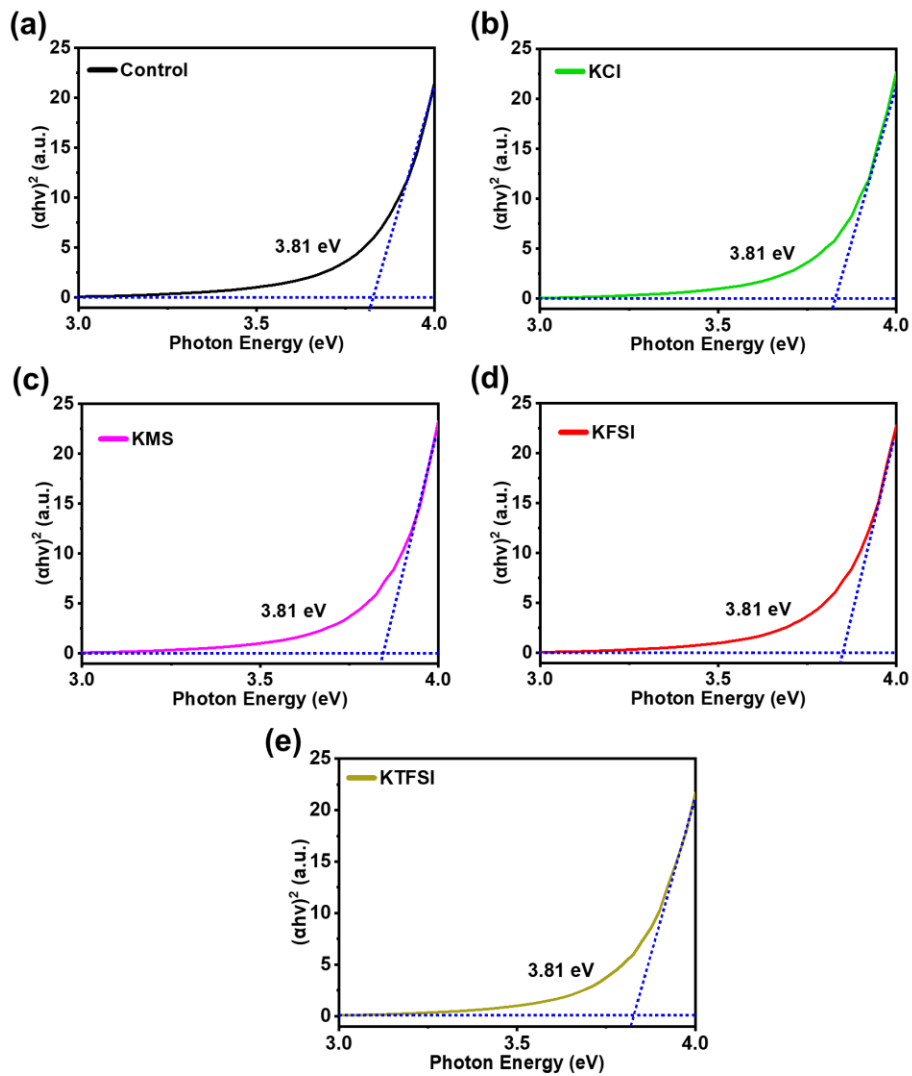 (a)
25
20
15
10
5
0
(αhν)² (a.u.)
Control
3.81 eV
3.0
3.5
4.0
Photon Energy (eV)
(b)
25
20
15
10
5
0
(αhν)² (a.u.)
KCl
3.81 eV
3.0
3.5
4.0
Photon Energy (eV)
(c)
25
20
15
10
5
0
(αhν)² (a.u.)
KMS
3.81 eV
3.0
3.5
4.0
Photon Energy (eV)
(d)
25
20
15
10
5
0
(αhν)² (a.u.)
KFSI
3.81 eV
3.0
3.5
4.0
Photon Energy (eV)
(e)
25
20
15
10
5
0
(αhν)² (a.u.)
KTFSI
3.81 eV
3.0
3.5
4.0
Photon Energy (eV)